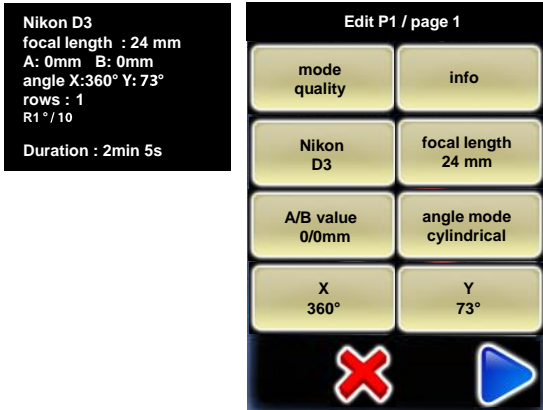 Nikon D3
focal length : 24 mm
A: 0mm B: 0mm
angle X:360° Y: 73°
rows : 1
R1 °/ 10
Duration : 2min 5s
Edit P1 / page 1
mode
quality
info
Nikon
D3
focal length
24 mm
A/B value
0/0mm
angle mode
cylindrical
X
360°
Y
73°